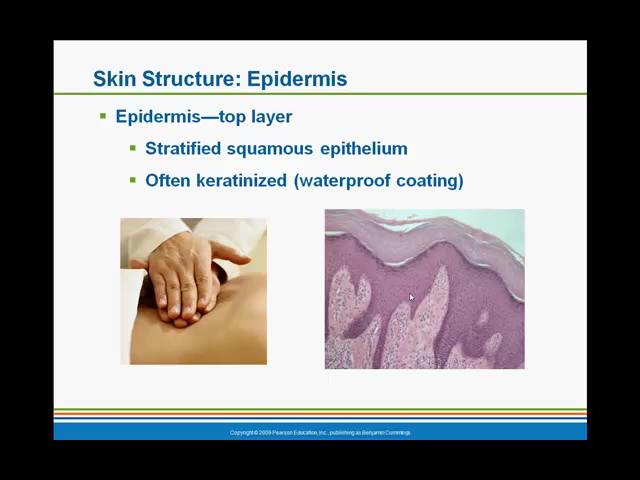 Skin Structure: Epidermis
Epidermis—top layer
Stratified squamous epithelium
Often keratinized (waterproof coating)
Copyright © 2009 Pearson Education, Inc., publishing as Benjamin Cummings